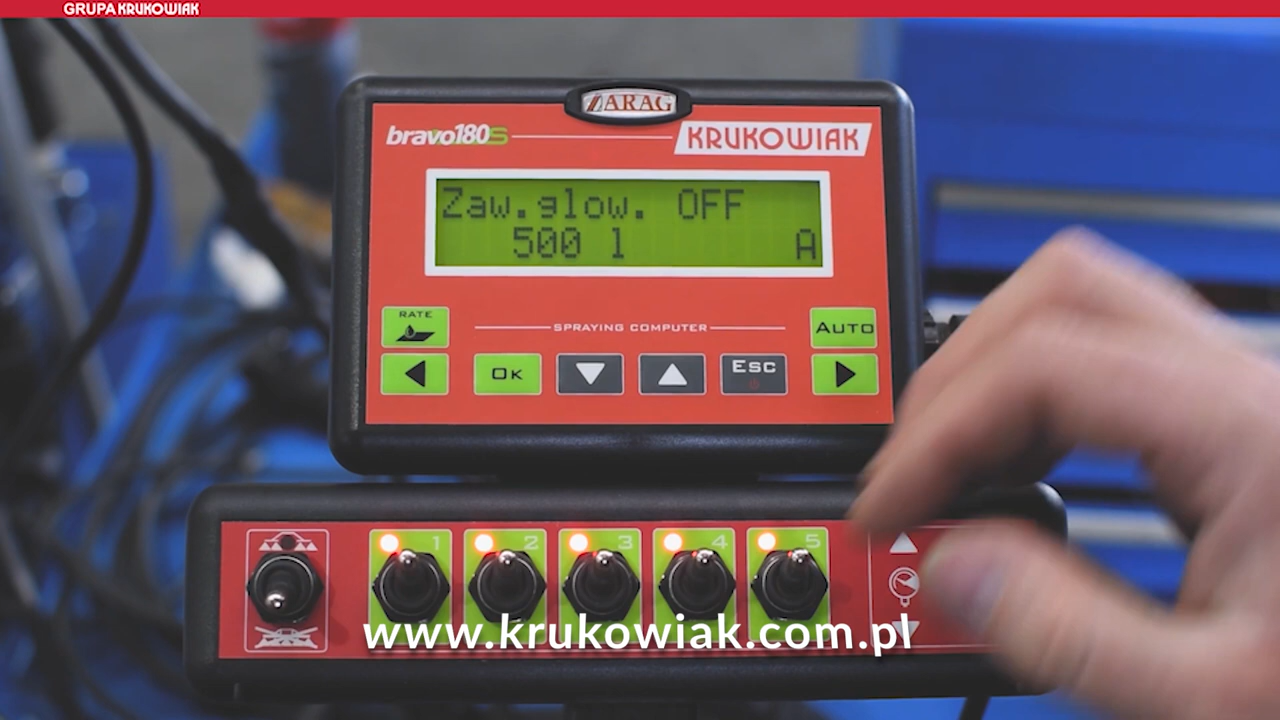 GRUPA KRUKOWIAK
ARAG
bravo180S
KRUKOWIAK
Zaw.glow. OFF
500 l A
RATE
SPRAYING COMPUTER
AUTO
OK
ESC
1 2 3 4 5
www.krukowiak.com.pl